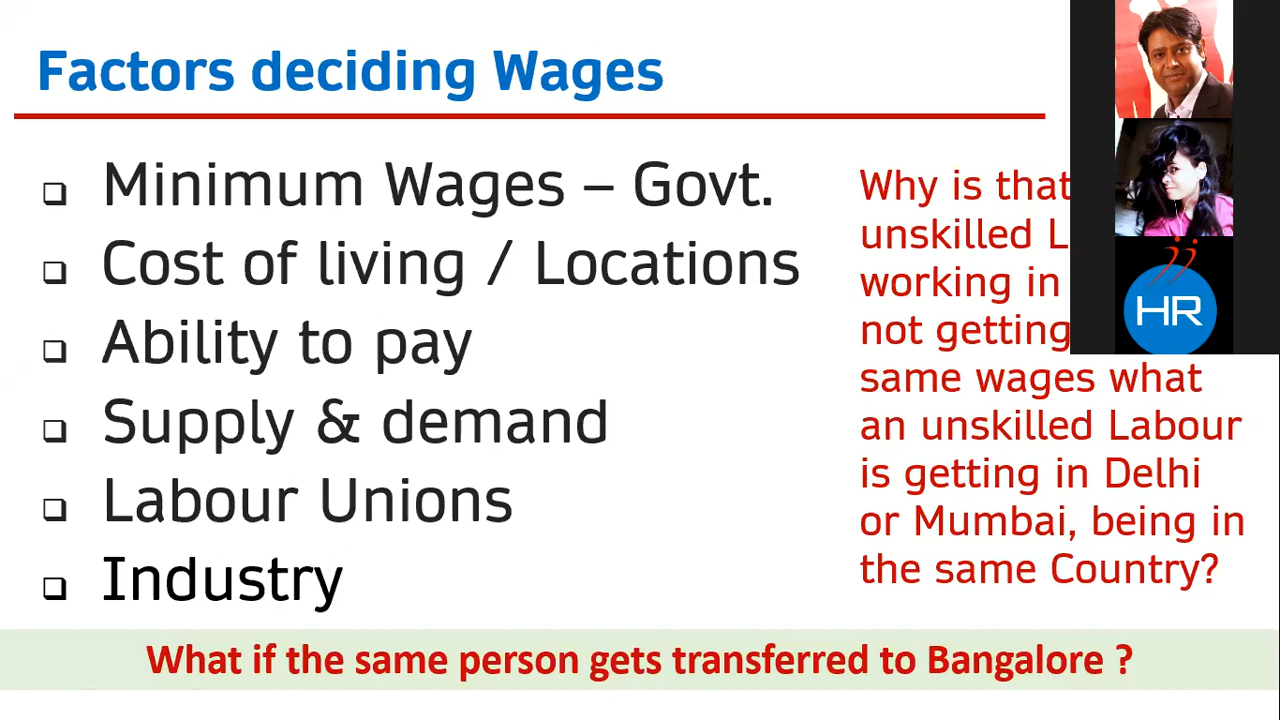 Factors deciding Wages
Minimum Wages – Govt.
Cost of living / Locations
Ability to pay
Supply & demand
Labour Unions
Industry
Why is that
unskilled L
working in
not getting
same wages what
an unskilled Labour
is getting in Delhi
or Mumbai, being in
the same Country?
HR
What if the same person gets transferred to Bangalore ?